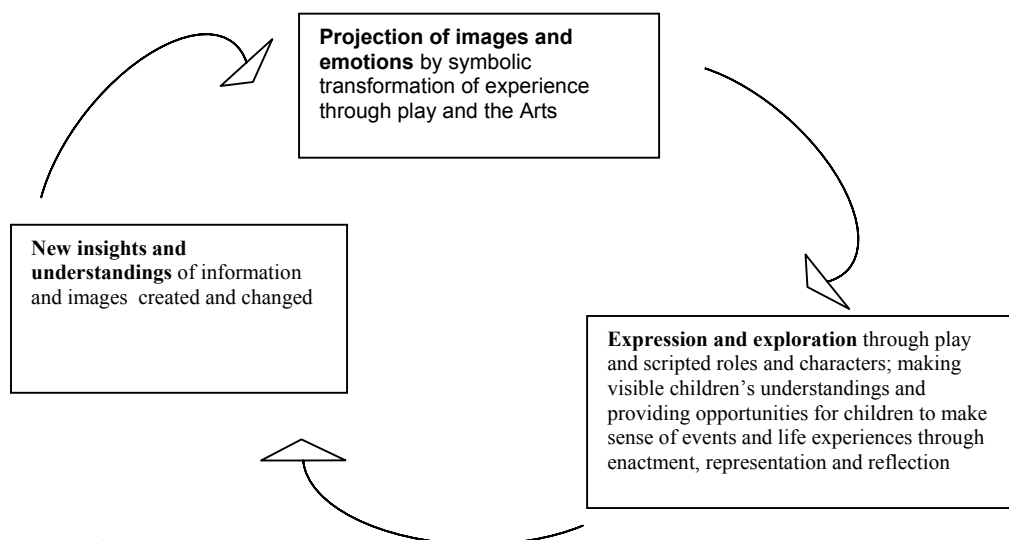 Projection of images and
emotions by symbolic
transformation of experience
through play and the Arts
New insights and
understandings of information
and images  created and changed
Expression and exploration through play
and scripted roles and characters; making
visible children’s understandings and
providing opportunities for children to make
sense of events and life experiences through
enactment, representation and reflection